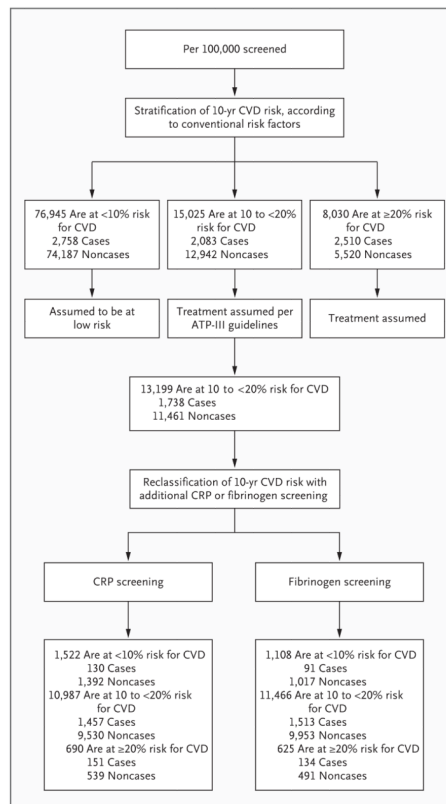 Per 100,000 screened
Stratification of 10-yr CVD risk, according
to conventional risk factors
76,945 Are at <10% risk
for CVD
2,758 Cases
74,187 Noncases
15,025 Are at 10 to <20%
risk for CVD
2,083 Cases
12,942 Noncases
8,030 Are at ≥20% risk
for CVD
2,510 Cases
5,520 Noncases
Assumed to be at
low risk
Treatment assumed per
ATP-III guidelines
Treatment assumed
13,199 Are at 10 to <20% risk for CVD
1,738 Cases
11,461 Noncases
Reclassification of 10-yr CVD risk with
additional CRP or fibrinogen screening
CRP screening
Fibrinogen screening
1,522 Are at <10% risk for CVD
130 Cases
1,392 Noncases
10,987 Are at 10 to <20% risk
for CVD
1,457 Cases
9,530 Noncases
690 Are at ≥20% risk for CVD
151 Cases
539 Noncases
1,108 Are at <10% risk for CVD
91 Cases
1,017 Noncases
11,466 Are at 10 to <20% risk
for CVD
1,513 Cases
9,953 Noncases
625 Are at ≥20% risk for CVD
134 Cases
491 Noncases